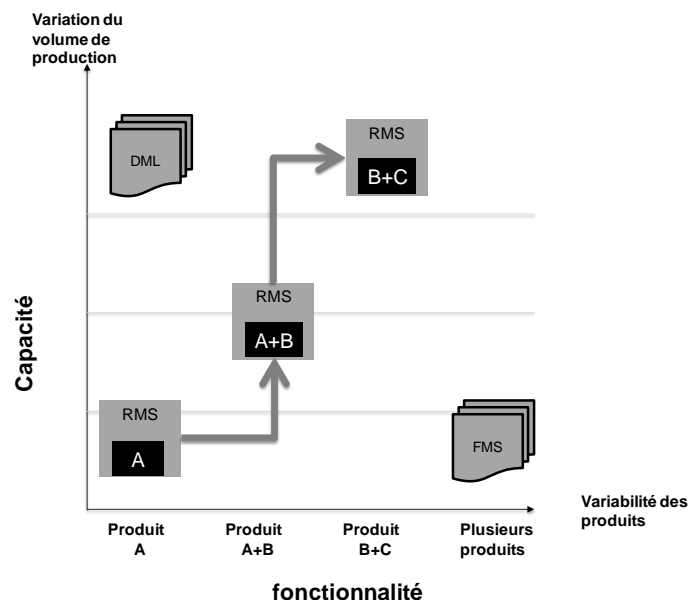 Variation du
volume de
production
DML
RMS
B+C
Capacité
RMS
A+B
RMS
A
FMS
Variabilité des
produits
Produit
A
Produit
A+B
Produit
B+C
Plusieurs
produits
fonctionnalité